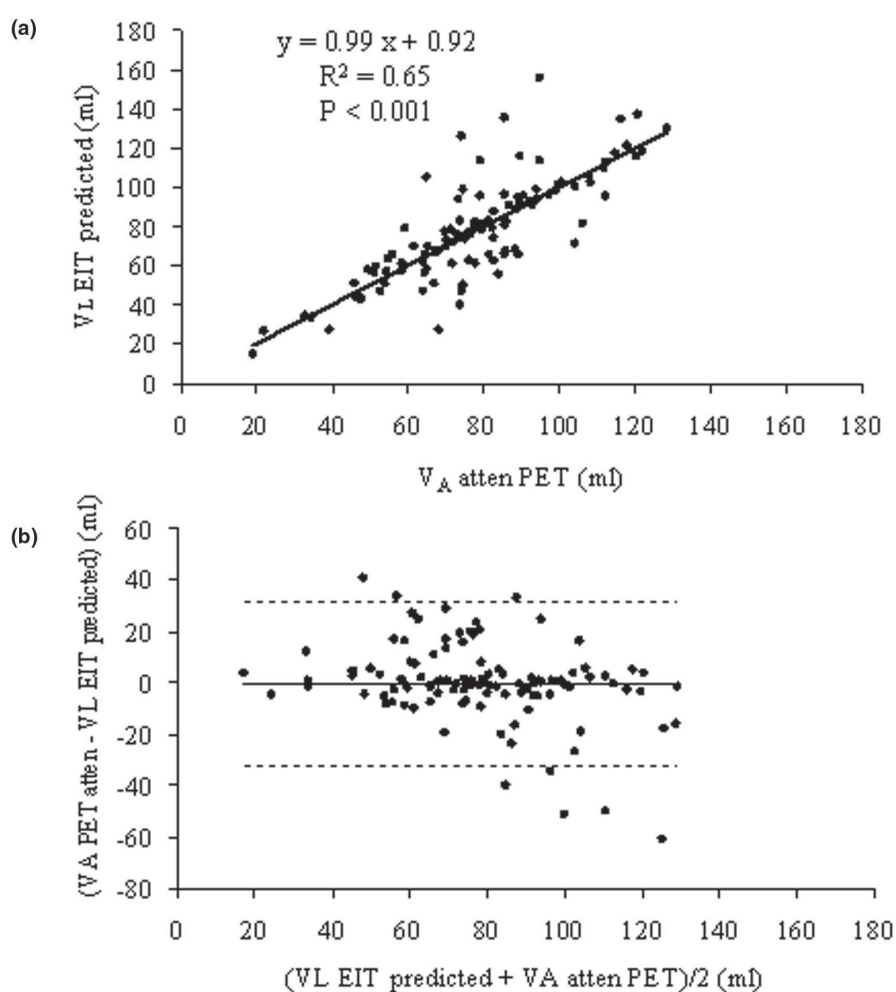 (a)
y = 0.99 x + 0.92
R² = 0.65
P < 0.001
VL EIT predicted (ml)
180
160
140
120
100
80
60
40
20
0
0 20 40 60 80 100 120 140 160 180
VA atten PET (ml)
(b)
(VA PET atten - VL EIT predicted) (ml)
60
40
20
0
-20
-40
-60
-80
0 20 40 60 80 100 120 140 160 180
(VL EIT predicted + VA atten PET)/2 (ml)